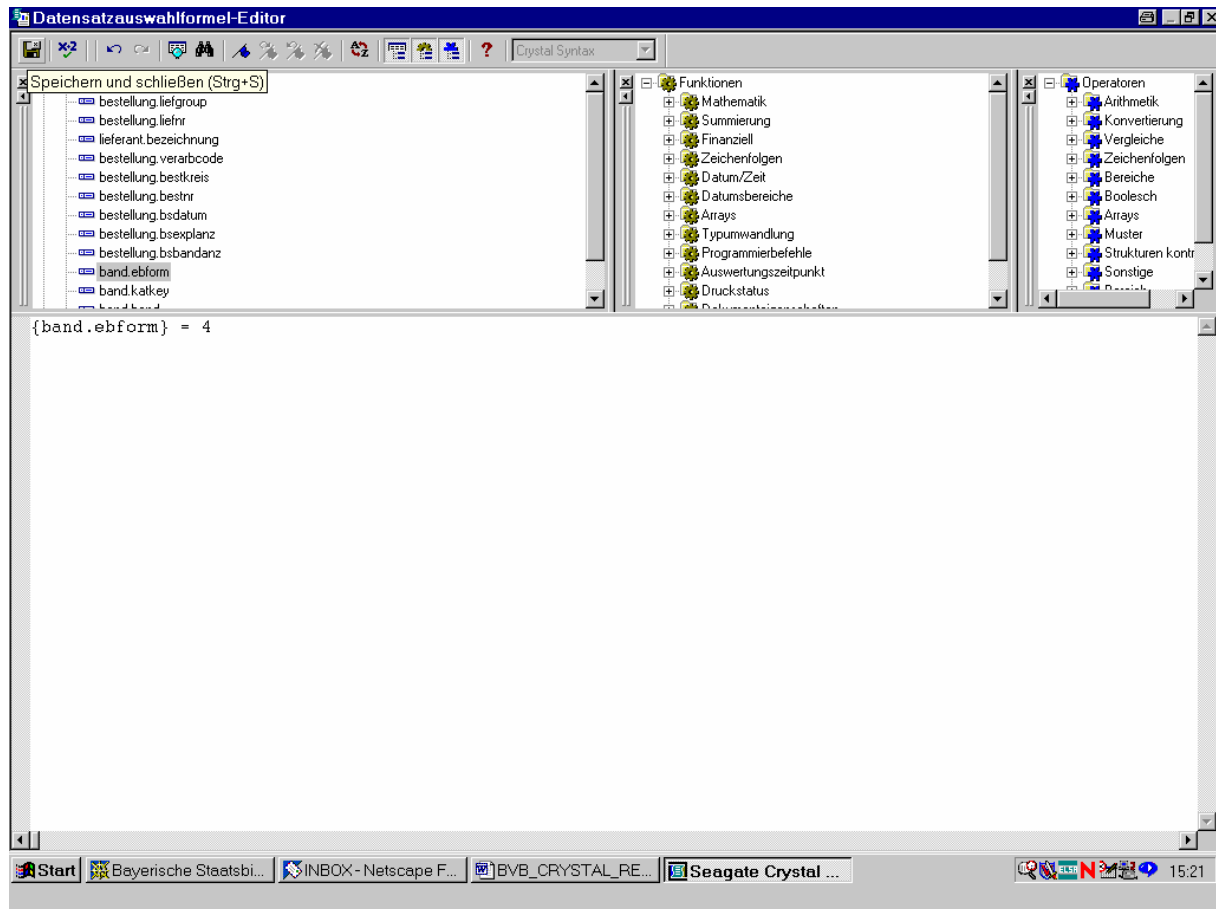 Datensatzauswahlformel-Editor
X+2
Crystal Syntax
Speichern und schließen (Strg+S)
bestellung.liefgroup
bestellung.liefnr
lieferant.bezeichnung
bestellung.verarbcode
bestellung.bestkreis
bestellung.bestnr
bestellung.bsdatum
bestellung.bsexplanz
bestellung.bsbandanz
band.ebform
band.katkey
Funktionen
Mathematik
Summierung
Finanziell
Zeichenfolgen
Datum/Zeit
Datumsbereiche
Arrays
Typumwandlung
Programmierbefehle
Auswertungszeitpunkt
Druckstatus
Operatoren
Arithmetik
Konvertierung
Vergleiche
Zeichenfolgen
Bereiche
Boolesch
Arrays
Muster
Strukturen kontr
Sonstige
{band.ebform} = 4
Start
Bayerische Staatsbi...
INBOX - Netscape F...
BVB_CRYSTAL_RE...
Seagate Crystal ...
15:21